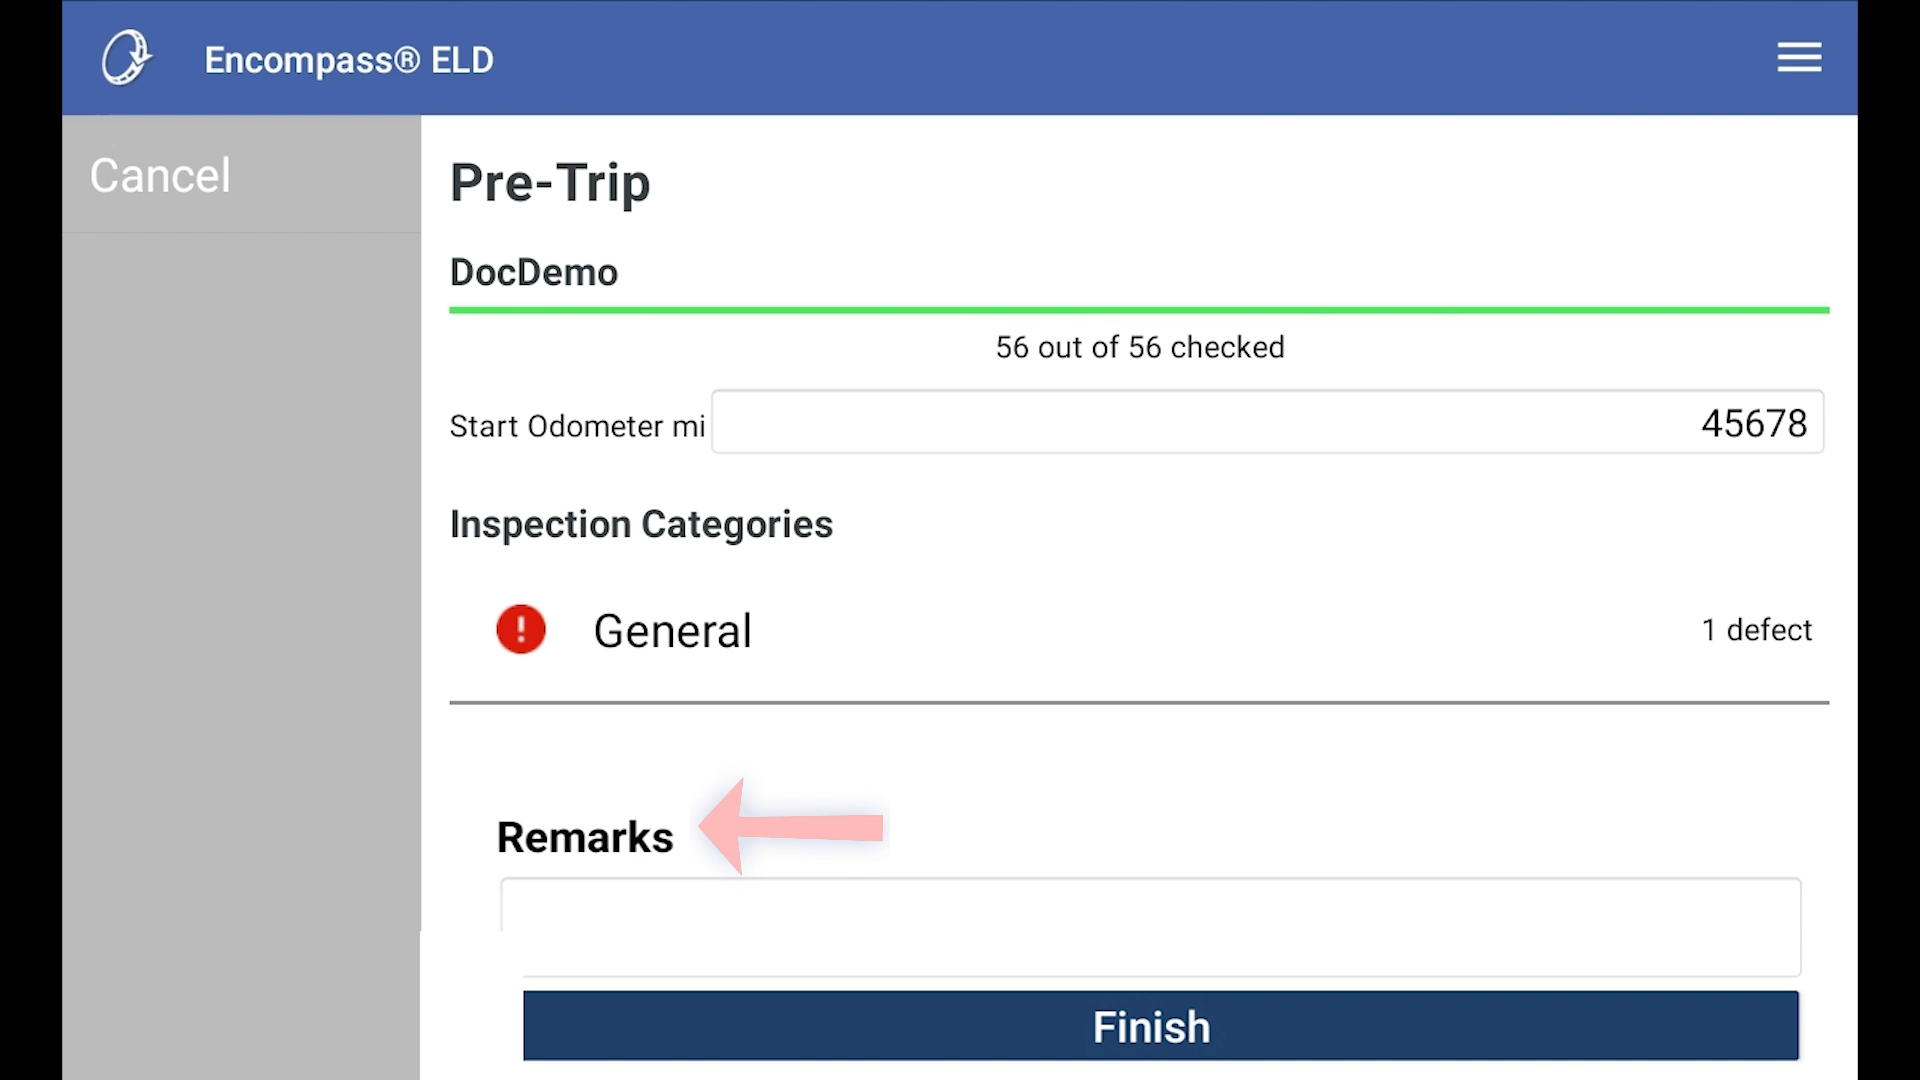 Encompass® ELD
Cancel
Pre-Trip
DocDemo
56 out of 56 checked
Start Odometer mi 45678
Inspection Categories
General 1 defect
Remarks
Finish